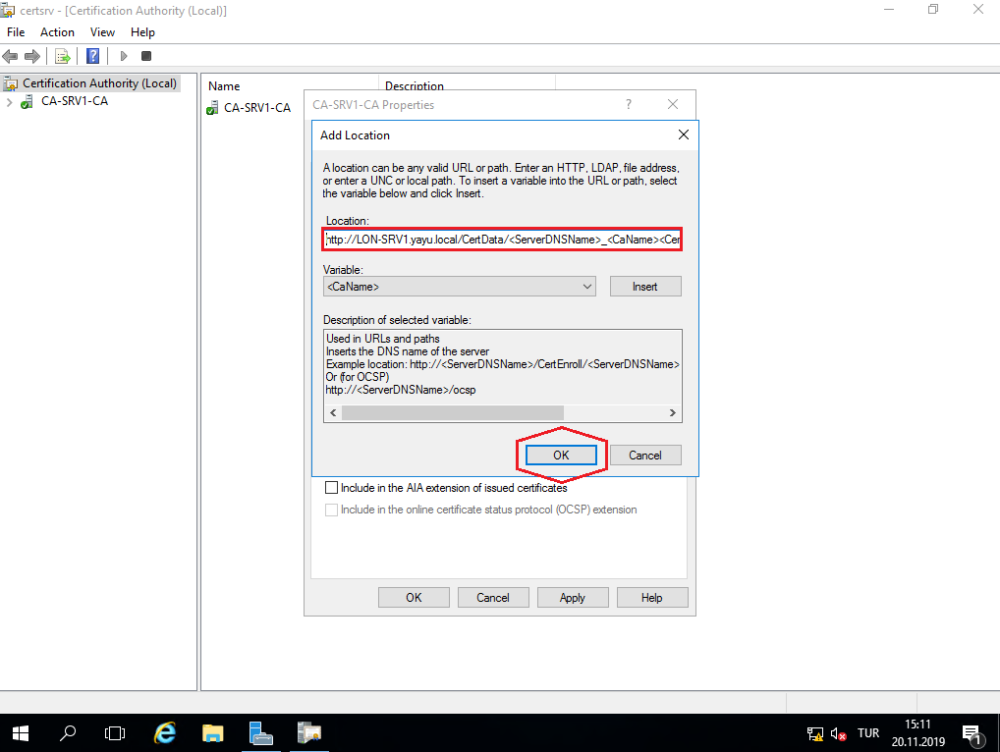 certsrv - [Certification Authority (Local)]
File Action View Help
Certification Authority (Local)
CA-SRV1-CA
Name Description
CA-SRV1-CA
CA-SRV1-CA Properties ?
Add Location
A location can be any valid URL or path. Enter an HTTP, LDAP, file address,
or enter a UNC or local path. To insert a variable into the URL or path, select
the variable below and click Insert.
Location:
http://LON-SRV1.yayu.local/CertData/<ServerDNSName>_<CaName><Cer
Variable:
<CaName>
Insert
Description of selected variable:
Used in URLs and paths
Inserts the DNS name of the server
Example location: http://<ServerDNSName>/CertEnroll/<ServerDNSName>
Or (for OCSP)
http://<ServerDNSName>/ocsp
OK Cancel
Include in the AIA extension of issued certificates
Include in the online certificate status protocol (OCSP) extension
OK Cancel Apply Help
TUR
15:11
20.11.2019
1